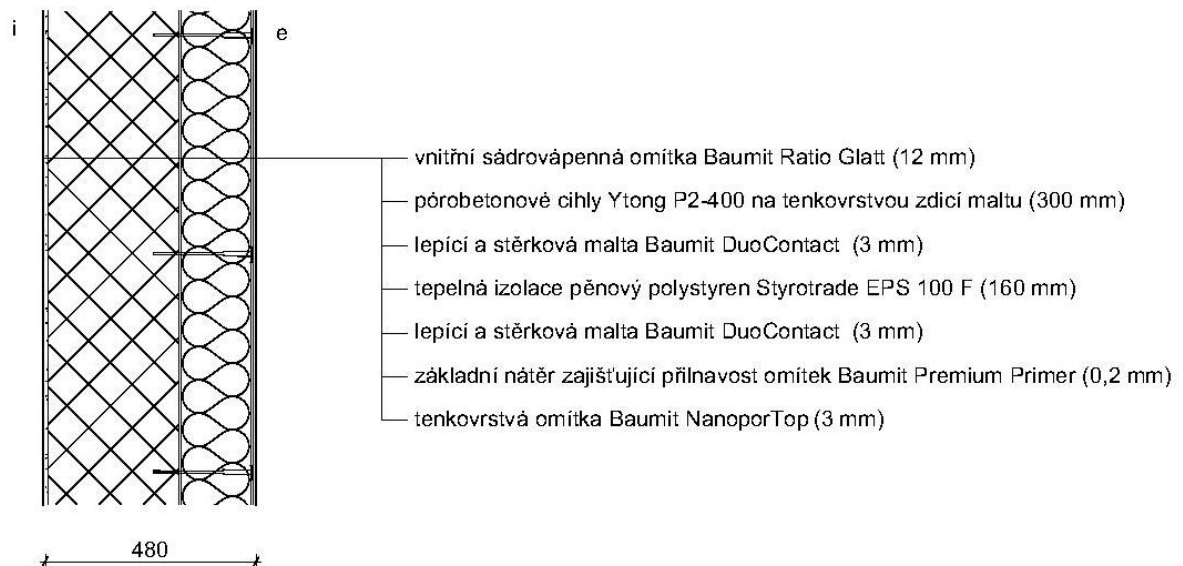 i
e
vnitřní sádrovápenná omítka Baumit Ratio Glatt (12 mm)
pórobetonové cihly Ytong P2-400 na tenkovrstvou zdicí maltu (300 mm)
lepící a stěrková malta Baumit DuoContact (3 mm)
tepelná izolace pěnový polystyren Styrotrade EPS 100 F (160 mm)
lepící a stěrková malta Baumit DuoContact (3 mm)
základní nátěr zajišťující přilnavost omítek Baumit Premium Primer (0,2 mm)
tenkovrstvá omítka Baumit NanoporTop (3 mm)
480